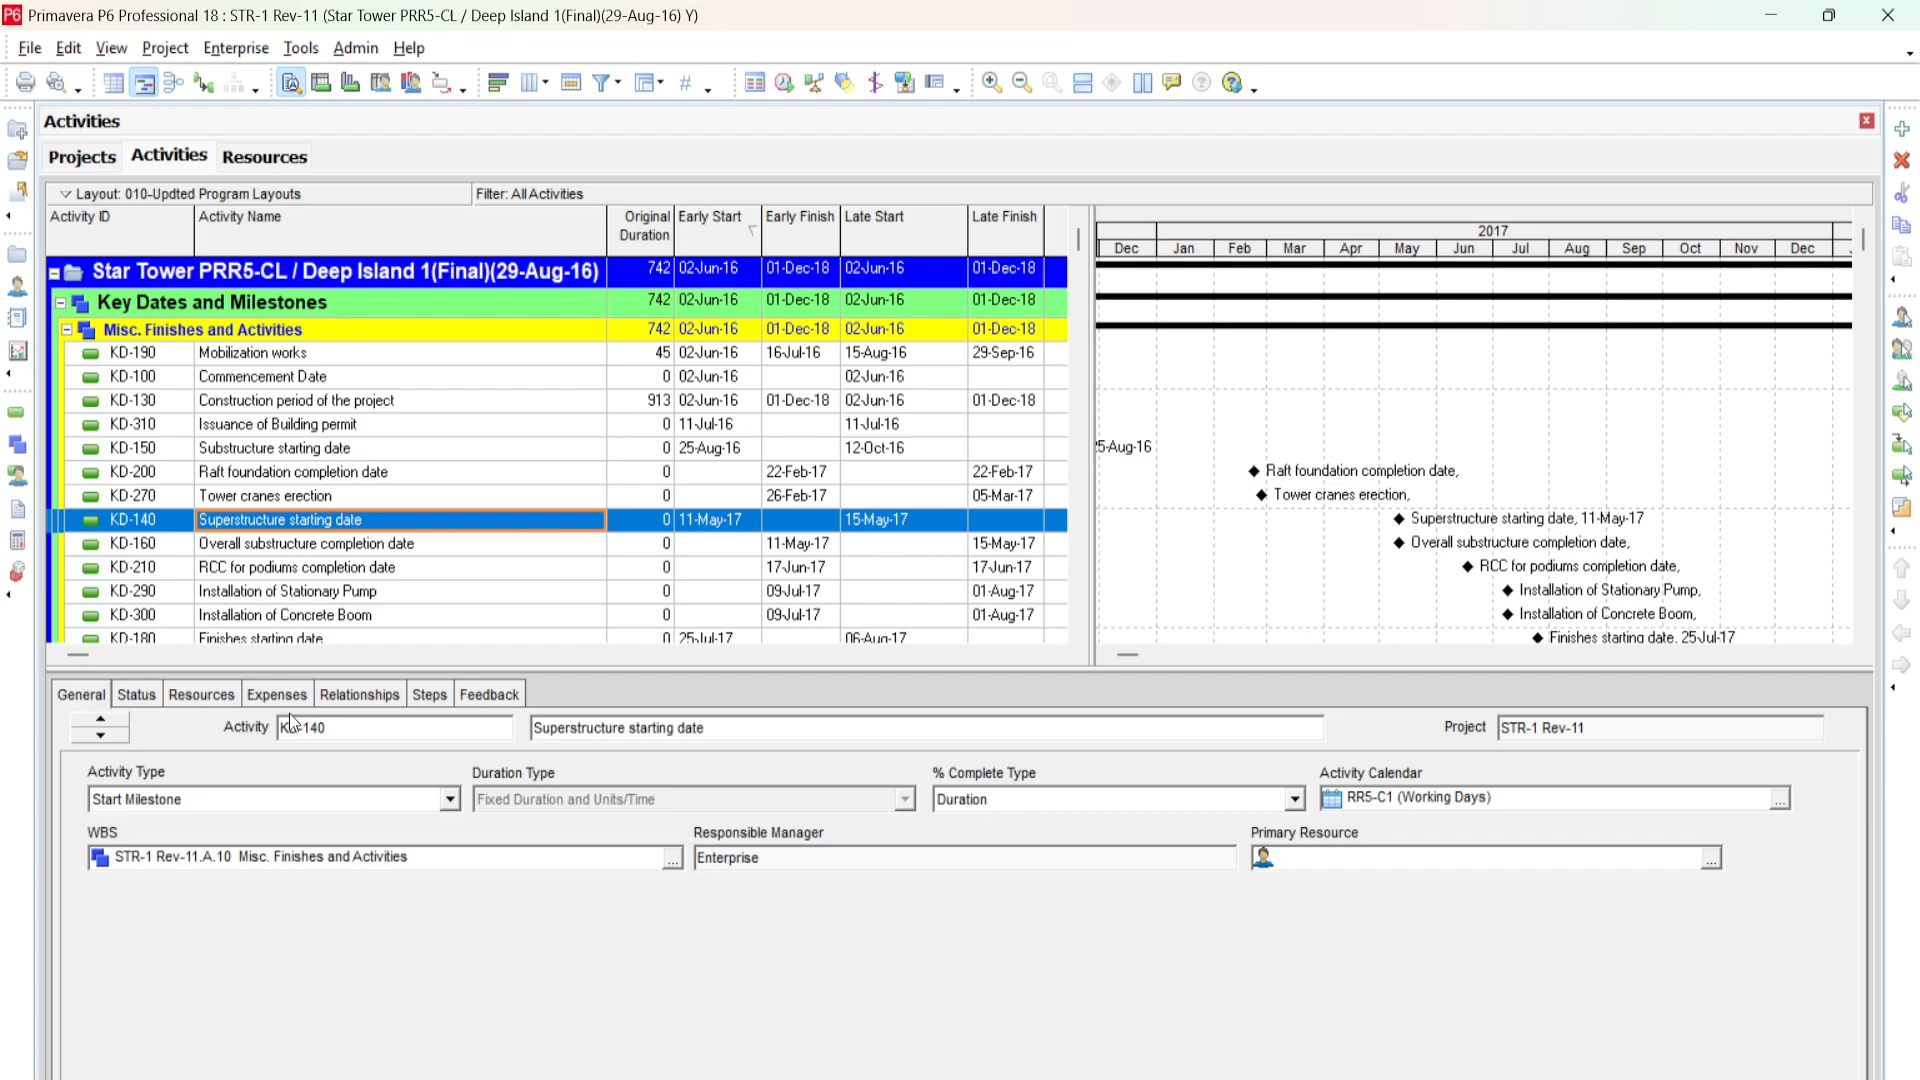 P6 Primavera P6 Professional 18 : STR-1 Rev-11 (Star Tower PRR5-CL / Deep Island 1(Final)(29-Aug-16) Y)
File Edit View Project Enterprise Tools Admin Help
Activities
Projects Activities Resources
Layout: 010-Updted Program Layouts Filter: All Activities
Activity ID Activity Name Original Duration Early Start Early Finish Late Start Late Finish
2017
Dec Jan Feb Mar Apr May Jun Jul Aug Sep Oct Nov Dec
Star Tower PRR5-CL / Deep Island 1(Final)(29-Aug-16) 742 02-Jun-16 01-Dec-18 02-Jun-16 01-Dec-18
Key Dates and Milestones 742 02-Jun-16 01-Dec-18 02-Jun-16 01-Dec-18
Misc. Finishes and Activities 742 02-Jun-16 01-Dec-18 02-Jun-16 01-Dec-18
KD-190 Mobilization works 45 02-Jun-16 16-Jul-16 15-Aug-16 29-Sep-16
KD-100 Commencement Date 0 02-Jun-16 02-Jun-16
KD-130 Construction period of the project 913 02-Jun-16 01-Dec-18 02-Jun-16 01-Dec-18
KD-310 Issuance of Building permit 0 11-Jul-16 11-Jul-16
KD-150 Substructure starting date 0 25-Aug-16 12-Oct-16 5-Aug-16
KD-200 Raft foundation completion date 0 22-Feb-17 22-Feb-17 Raft foundation completion date,
KD-270 Tower cranes erection 0 26-Feb-17 05-Mar-17 Tower cranes erection,
KD-140 Superstructure starting date 0 11-May-17 15-May-17 Superstructure starting date, 11-May-17
KD-160 Overall substructure completion date 0 11-May-17 15-May-17 Overall substructure completion date,
KD-210 RCC for podiums completion date 0 17-Jun-17 17-Jun-17 RCC for podiums completion date,
KD-290 Installation of Stationary Pump 0 09-Jul-17 01-Aug-17 Installation of Stationary Pump,
KD-300 Installation of Concrete Boom 0 09-Jul-17 01-Aug-17 Installation of Concrete Boom,
KD-180 Finishes starting date 0 25-Jul-17 06-Aug-17 Finishes starting date, 25-Jul-17
General Status Resources Expenses Relationships Steps Feedback
Activity KD-140 Superstructure starting date Project STR-1 Rev-11
Activity Type Duration Type % Complete Type Activity Calendar
Start Milestone Fixed Duration and Units/Time Duration RR5-C1 (Working Days) ...
WBS Responsible Manager Primary Resource
STR-1 Rev-11.A.10 Misc. Finishes and Activities ... Enterprise ...